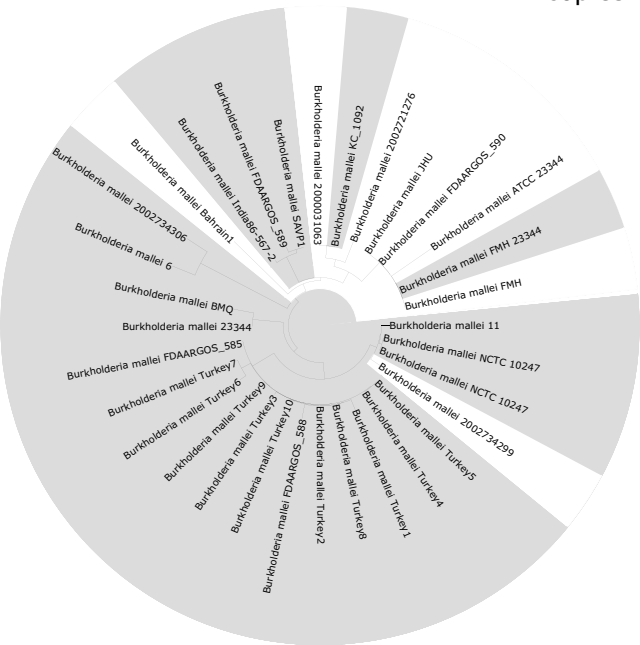 Burkholderia mallei 2000031063
Burkholderia mallei KC_1092
Burkholderia mallei 2002721276
Burkholderia mallei JHU
Burkholderia mallei FDAARGOS_590
Burkholderia mallei ATCC 23344
Burkholderia mallei FMH 23344
Burkholderia mallei FMH
Burkholderia mallei 11
Burkholderia mallei NCTC 10247
Burkholderia mallei NCTC 10247
Burkholderia mallei 2002734299
Burkholderia mallei Turkey5
Burkholderia mallei Turkey4
Burkholderia mallei Turkey1
Burkholderia mallei Turkey8
Burkholderia mallei Turkey2
Burkholderia mallei FDAARGOS_588
Burkholderia mallei Turkey10
Burkholderia mallei Turkey3
Burkholderia mallei Turkey9
Burkholderia mallei Turkey6
Burkholderia mallei Turkey7
Burkholderia mallei FDAARGOS_585
Burkholderia mallei 23344
Burkholderia mallei BMQ
Burkholderia mallei 6
Burkholderia mallei 2002734306
Burkholderia mallei Bahrain1
Burkholderia mallei India86-567-2
Burkholderia mallei FDAARGOS_589
Burkholderia mallei SAVP1